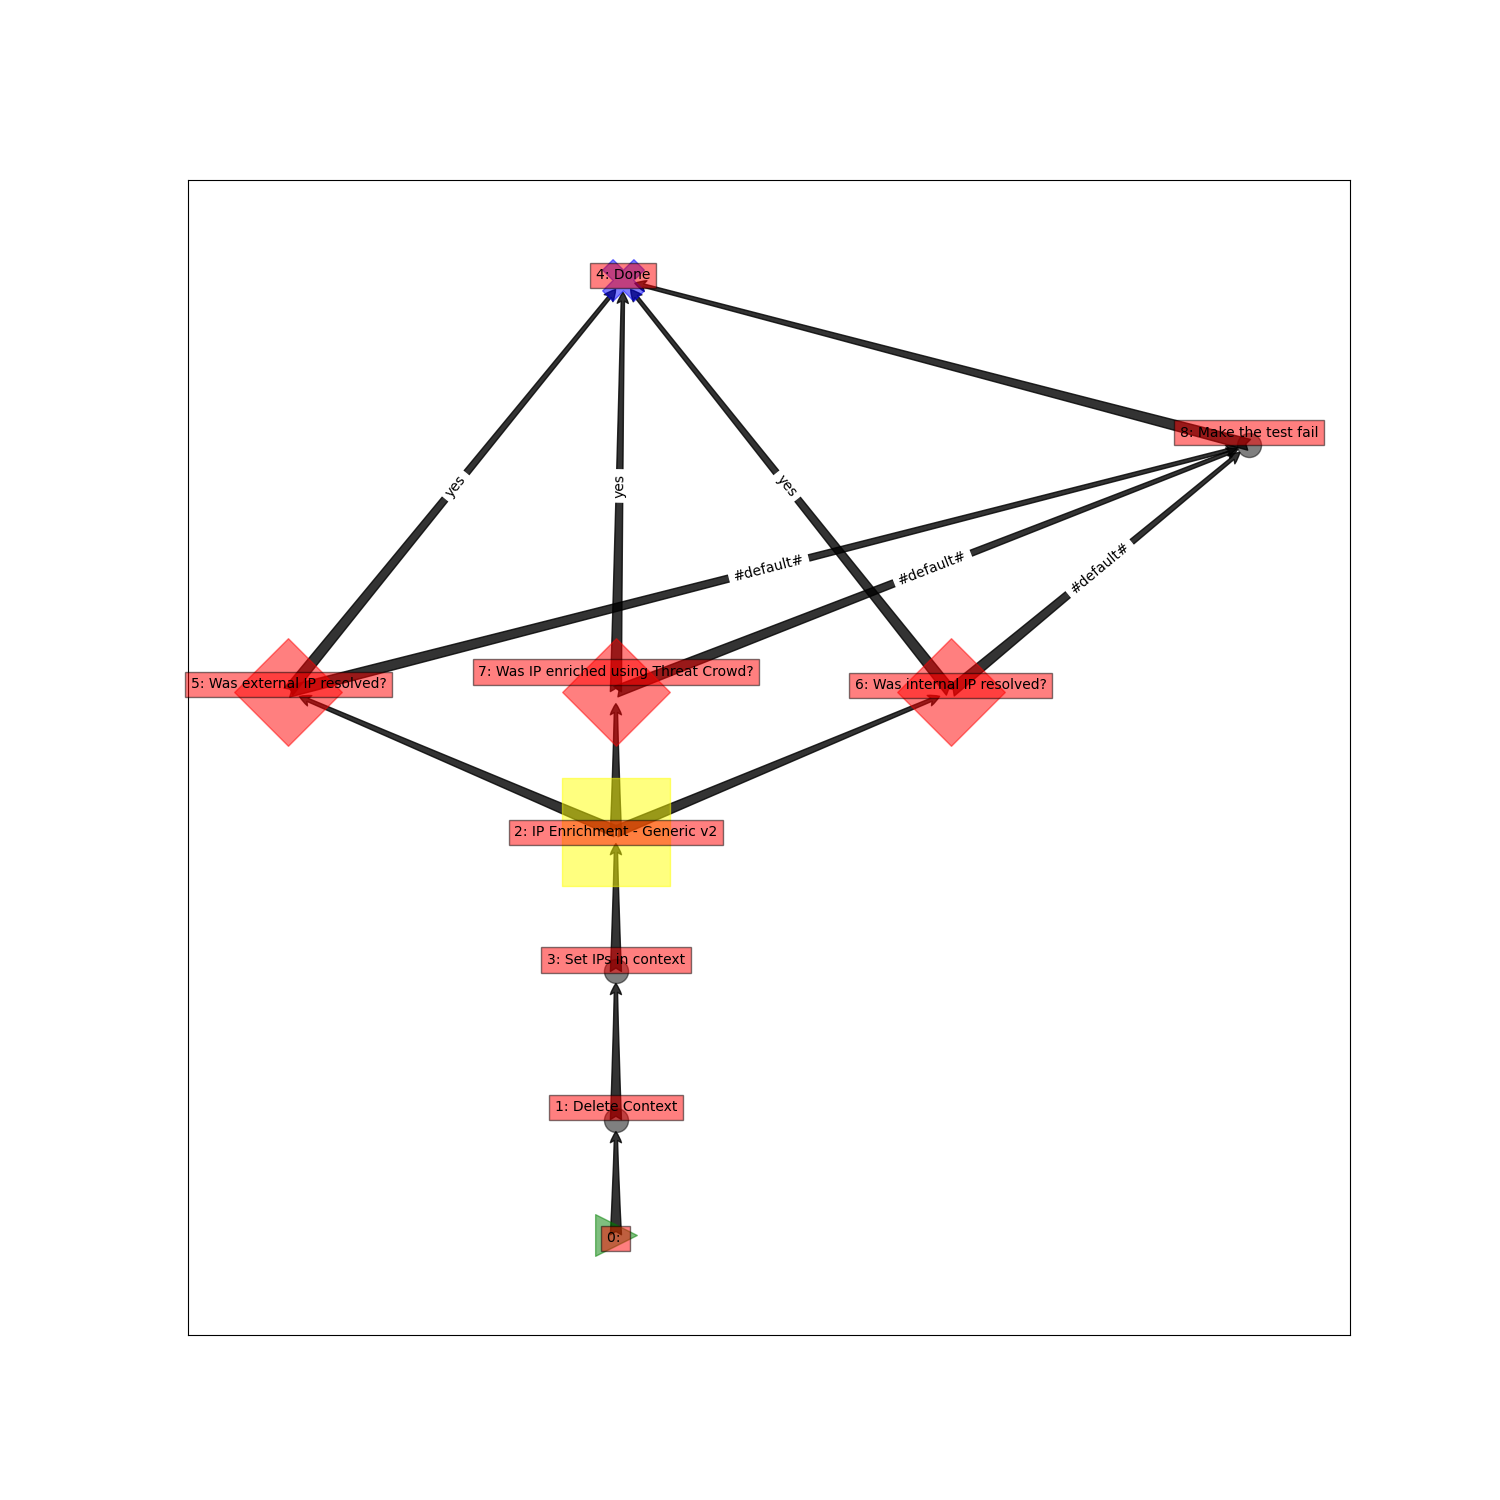 4: Done
8: Make the test fail
yes
yes
yes
#default#
#default#
#default#
5: Was external IP resolved?
7: Was IP enriched using Threat Crowd?
6: Was internal IP resolved?
2: IP Enrichment - Generic v2
3: Set IPs in context
1: Delete Context
0: